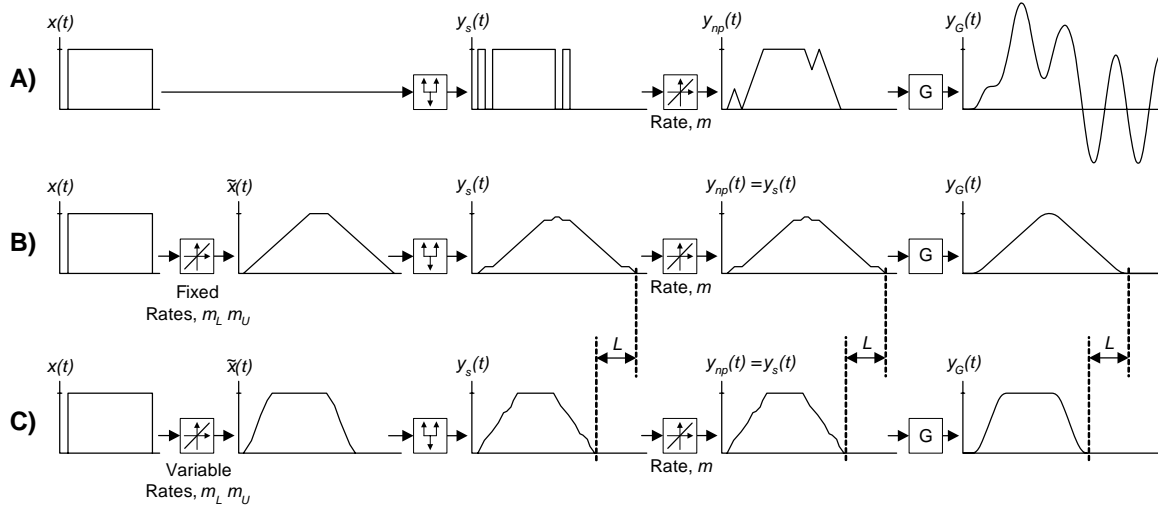 x(t) y_s(t) y_np(t) y_G(t)
A) G
Rate, m
x(t) x̃(t) y_s(t) y_np(t) = y_s(t) y_G(t)
B) G
Fixed Rate, m
Rates, m_L m_U
L L L
x(t) x̃(t) y_s(t) y_np(t) = y_s(t) y_G(t)
C) G
Variable Rate, m
Rates, m_L m_U